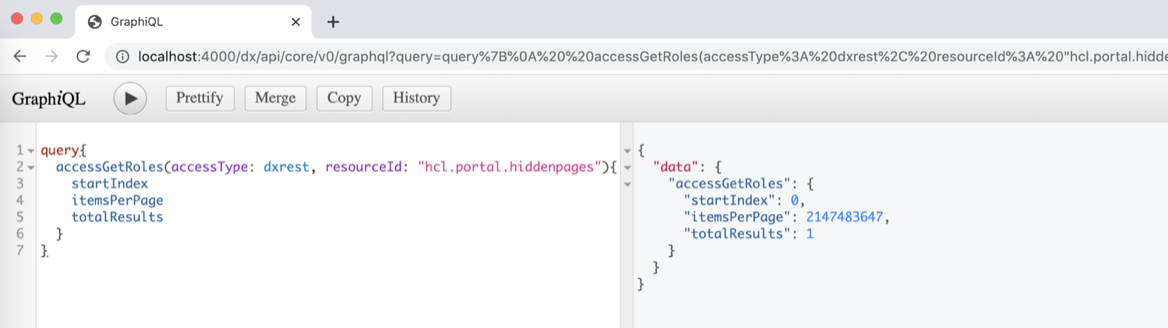 GraphiQL
localhost:4000/dx/api/core/v0/graphql?query=query%7B%0A%20%20accessGetRoles(accessType%3A%20dxrest%2C%20resourceId%3A%20"hcl.portal.hidde
GraphiQL Prettify Merge Copy History
1 query{
2 accessGetRoles(accessType: dxrest, resourceId: "hcl.portal.hiddenpages"){
3 startIndex
4 itemsPerPage
5 totalResults
6 }
7 }
{
"data": {
"accessGetRoles": {
"startIndex": 0,
"itemsPerPage": 2147483647,
"totalResults": 1
}
}
}